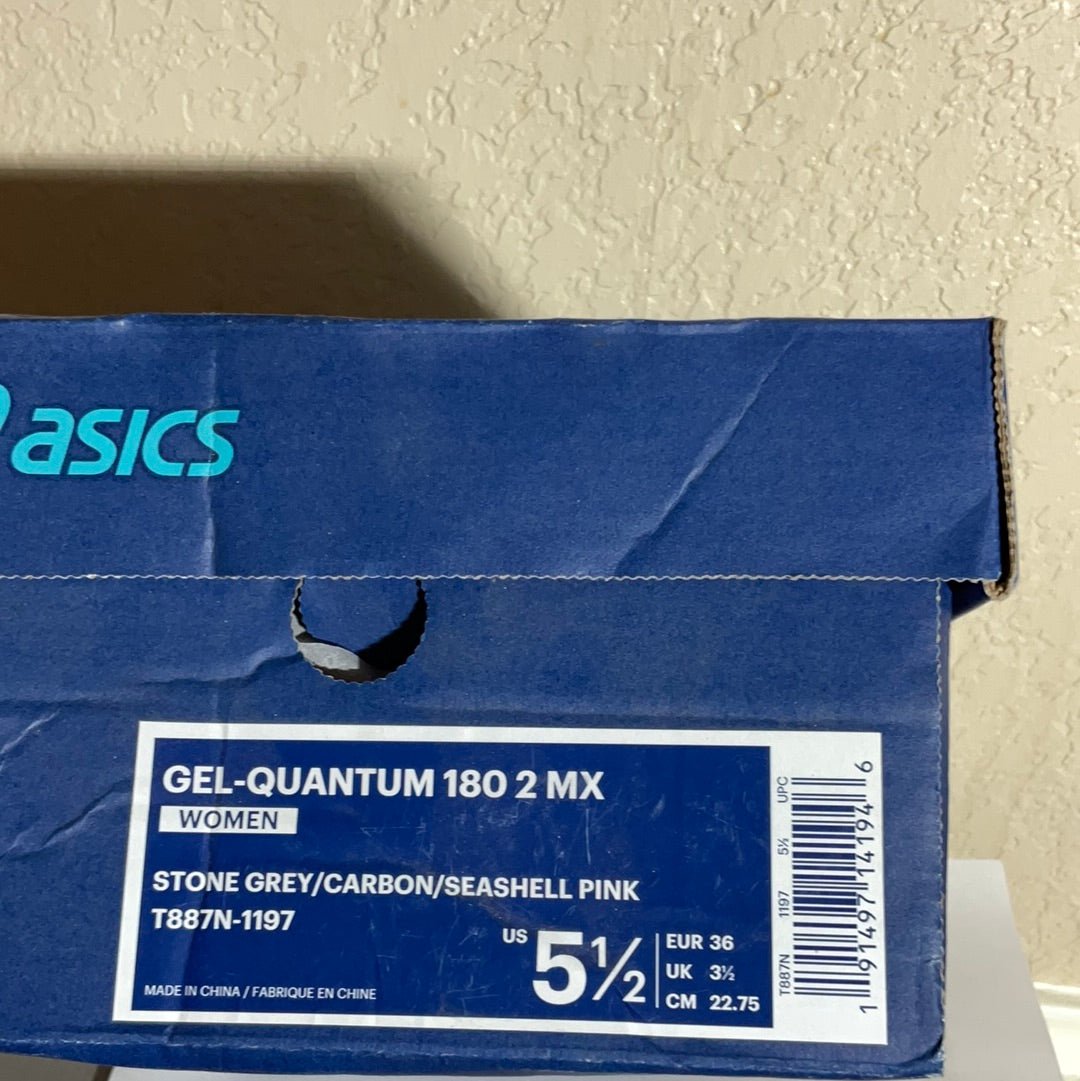 asics
GEL-QUANTUM 180 2 MX
WOMEN
STONE GREY/CARBON/SEASHELL PINK
T887N-1197
US 5½
EUR 36
UK 3½
CM 22.75
MADE IN CHINA / FABRIQUE EN CHINE
T887N 1197 5½ UPC
1 91497 14194 6